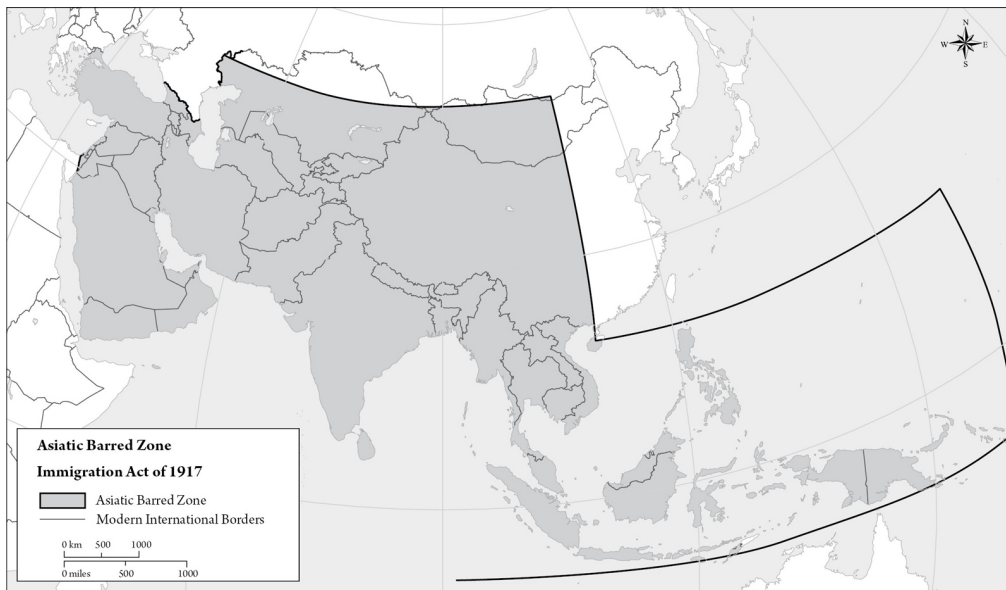 N
W E
S
Asiatic Barred Zone
Immigration Act of 1917
Asiatic Barred Zone
Modern International Borders
0 km 500 1000
0 miles 500 1000